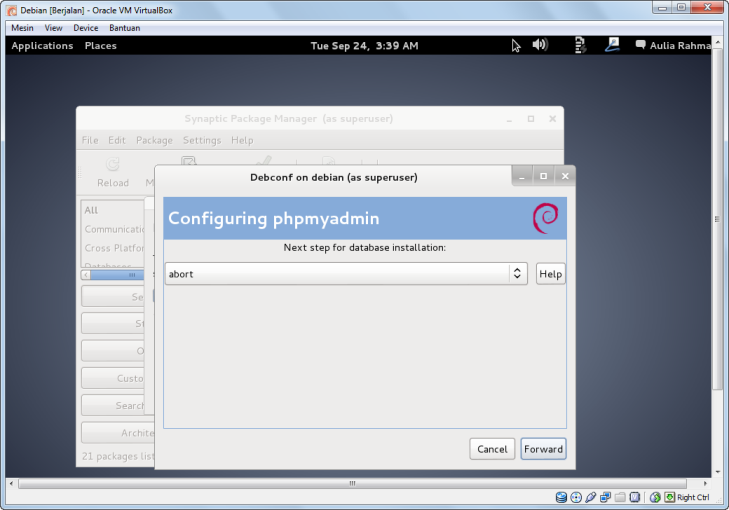 Debian [Berjalan] - Oracle VM VirtualBox
Mesin View Device Bantuan
Applications Places Tue Sep 24, 3:39 AM Aulia Rahma
Synaptic Package Manager (as superuser)
File Edit Package Settings Help
Reload M
Debconf on debian (as superuser)
All
Communicatio
Cross Platfor
Databases
Configuring phpmyadmin
Next step for database installation:
abort Help
Se
St
O
Custo
Search
Archite
Cancel Forward
21 packages list
Right Ctrl